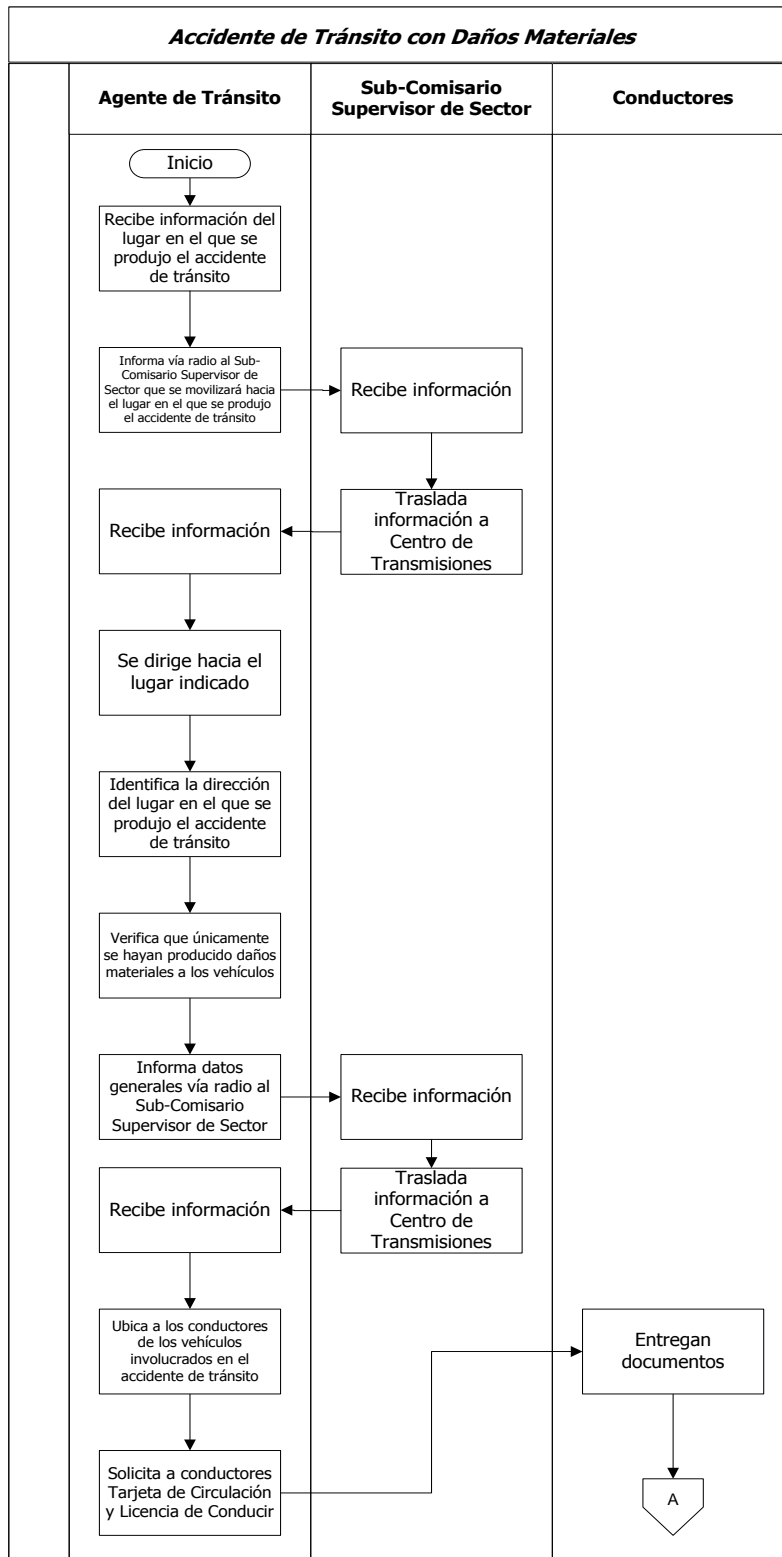 Accidente de Tránsito con Daños Materiales
Agente de Tránsito
Sub-Comisario
Supervisor de Sector
Conductores
Inicio
Recibe información del
lugar en el que se
produjo el accidente
de tránsito
Informa vía radio al Sub-
Comisario Supervisor de
Sector que se movilizará hacia
el lugar en el que se produjo
el accidente de tránsito
Recibe información
Traslada
información a
Centro de
Transmisiones
Recibe información
Se dirige hacia el
lugar indicado
Identifica la dirección
del lugar en el que se
produjo el accidente
de tránsito
Verifica que únicamente
se hayan producido daños
materiales a los vehículos
Informa datos
generales vía radio al
Sub-Comisario
Supervisor de Sector
Recibe información
Traslada
información a
Centro de
Transmisiones
Recibe información
Ubica a los conductores
de los vehículos
involucrados en el
accidente de tránsito
Solicita a conductores
Tarjeta de Circulación
y Licencia de Conducir
Entregan
documentos
A